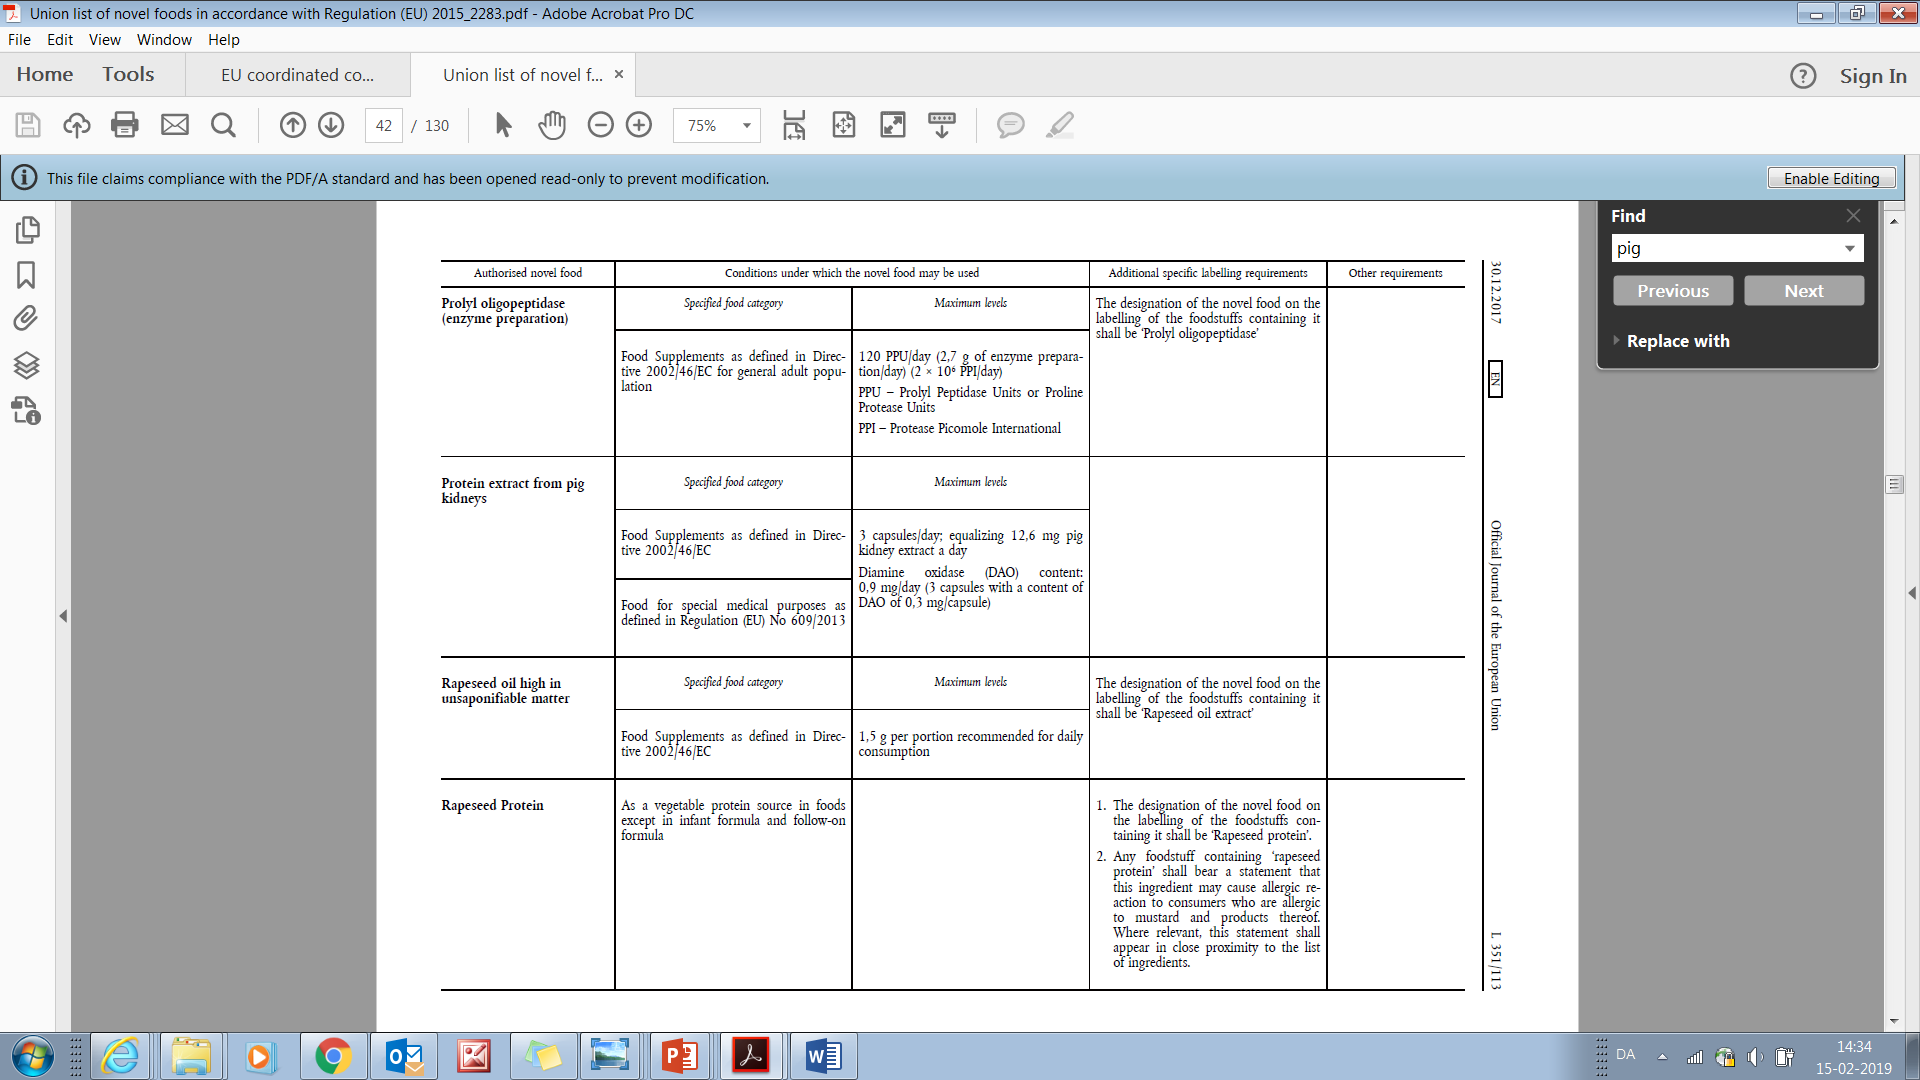 Union list of novel foods in accordance with Regulation (EU) 2015_2283.pdf - Adobe Acrobat Pro DC
File Edit View Window Help
Home Tools EU coordinated co... Union list of novel f... × ? Sign In
42 / 130 75%
This file claims compliance with the PDF/A standard and has been opened read-only to prevent modification. Enable Editing
Find
pig
Previous Next
Replace with
Authorised novel food Conditions under which the novel food may be used Additional specific labelling requirements Other requirements
Prolyl oligopeptidase
(enzyme preparation)
Specified food category Maximum levels
Food Supplements as defined in Direc-
tive 2002/46/EC for general adult popu-
lation
120 PPU/day (2,7 g of enzyme prepara-
tion/day) (2 × 10⁶ PPI/day)
PPU – Prolyl Peptidase Units or Proline
Protease Units
PPI – Protease Picomole International
The designation of the novel food on the
labelling of the foodstuffs containing it
shall be ‘Prolyl oligopeptidase’
Protein extract from pig
kidneys
Specified food category Maximum levels
Food Supplements as defined in Direc-
tive 2002/46/EC
Food for special medical purposes as
defined in Regulation (EU) No 609/2013
3 capsules/day; equalizing 12,6 mg pig
kidney extract a day
Diamine oxidase (DAO) content:
0,9 mg/day (3 capsules with a content of
DAO of 0,3 mg/capsule)
Rapeseed oil high in
unsaponifiable matter
Specified food category Maximum levels
Food Supplements as defined in Direc-
tive 2002/46/EC
1,5 g per portion recommended for daily
consumption
The designation of the novel food on the
labelling of the foodstuffs containing it
shall be ‘Rapeseed oil extract’
Rapeseed Protein
As a vegetable protein source in foods
except in infant formula and follow-on
formula
1. The designation of the novel food on
the labelling of the foodstuffs con-
taining it shall be ‘Rapeseed protein’.
2. Any foodstuff containing ‘rapeseed
protein’ shall bear a statement that
this ingredient may cause allergic re-
action to consumers who are allergic
to mustard and products thereof.
Where relevant, this statement shall
appear in close proximity to the list
of ingredients.
30.12.2017
EN
Official Journal of the European Union
L 351/113
DA
14:34
15-02-2019